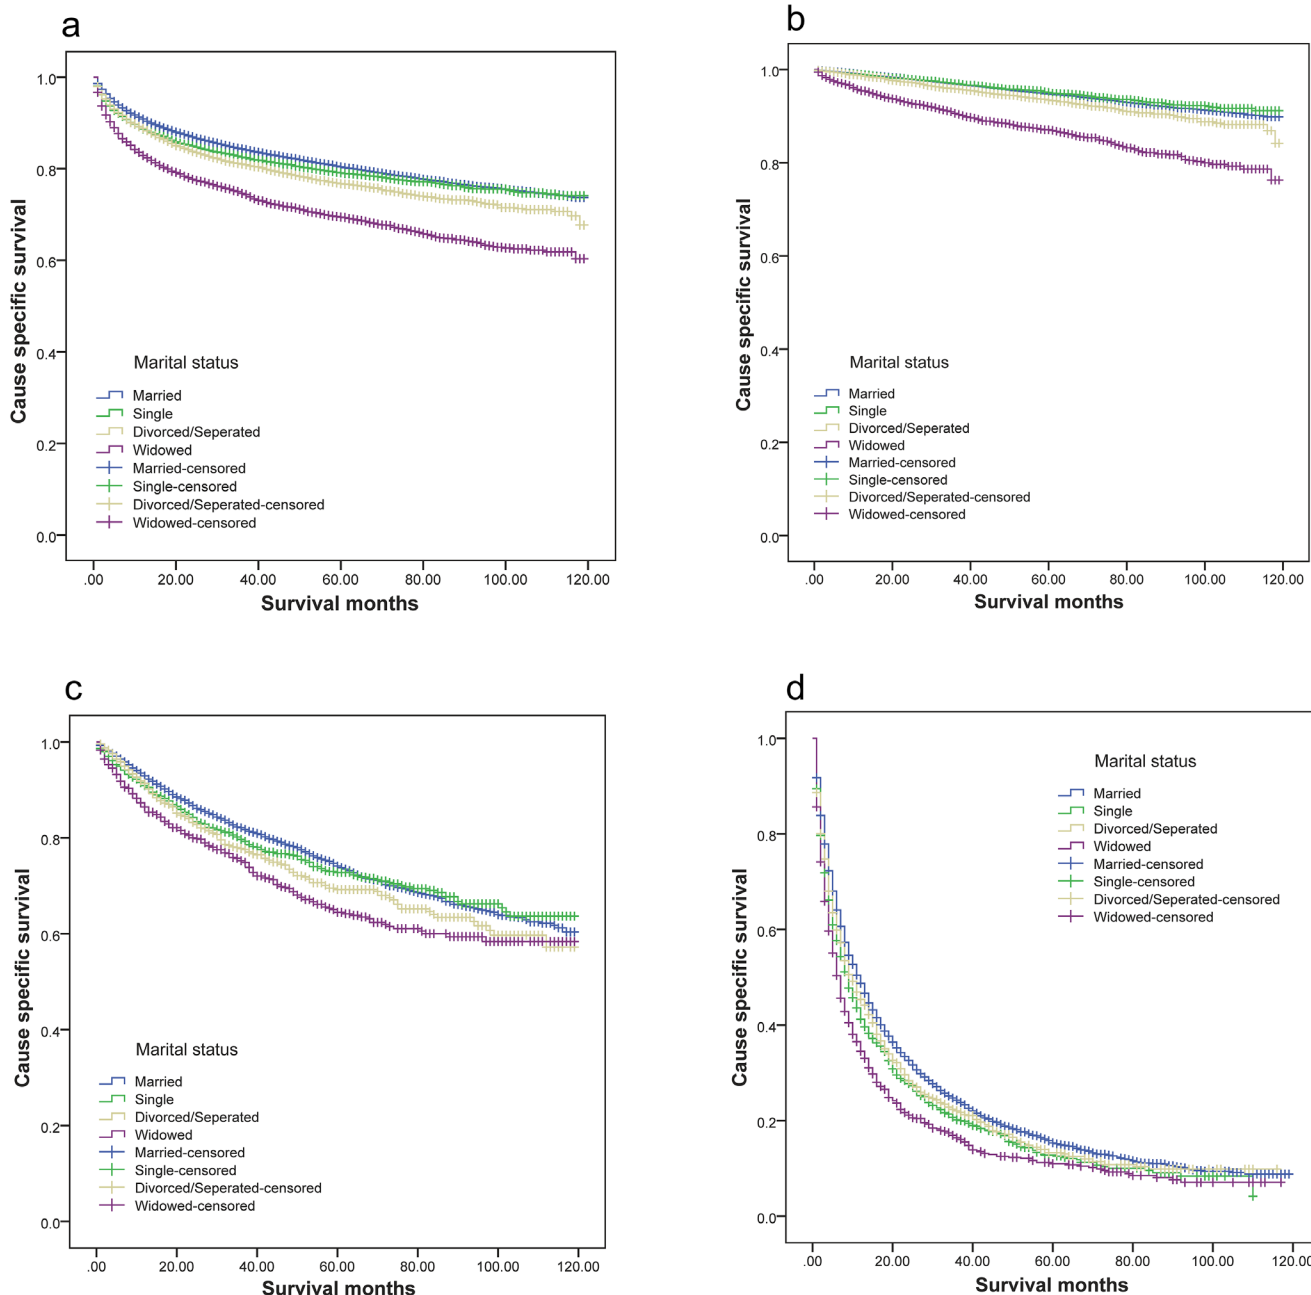 a
1.0
0.8
0.6
0.4
0.2
0.0
Cause specific survival
Marital status
Married
Single
Divorced/Seperated
Widowed
Married-censored
Single-censored
Divorced/Seperated-censored
Widowed-censored
.00 20.00 40.00 60.00 80.00 100.00 120.00
Survival months
b
1.0
0.8
0.6
0.4
0.2
0.0
Cause specific survival
Marital status
Married
Single
Divorced/Seperated
Widowed
Married-censored
Single-censored
Divorced/Seperated-censored
Widowed-censored
.00 20.00 40.00 60.00 80.00 100.00 120.00
Survival months
c
1.0
0.8
0.6
0.4
0.2
0.0
Cause specific survival
Marital status
Married
Single
Divorced/Seperated
Widowed
Married-censored
Single-censored
Divorced/Seperated-censored
Widowed-censored
.00 20.00 40.00 60.00 80.00 100.00 120.00
Survival months
d
1.0
0.8
0.6
0.4
0.2
0.0
Cause specific survival
Marital status
Married
Single
Divorced/Seperated
Widowed
Married-censored
Single-censored
Divorced/Seperated-censored
Widowed-censored
.00 20.00 40.00 60.00 80.00 100.00 120.00
Survival months